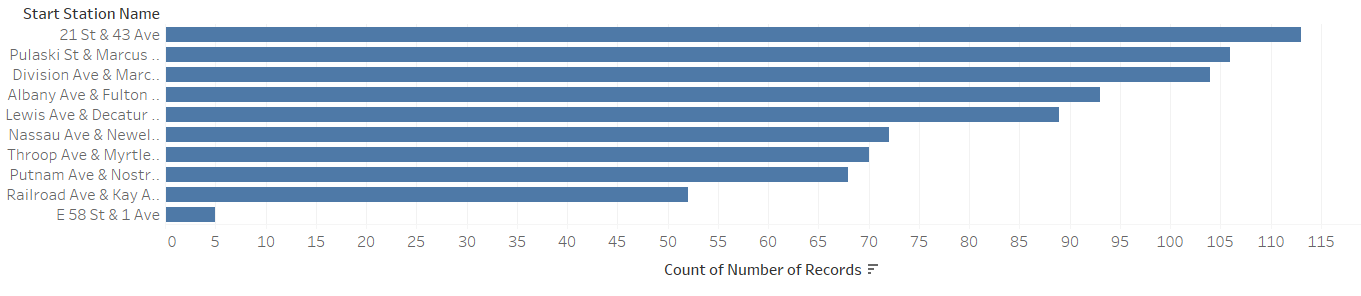 Start Station Name
21 St & 43 Ave
Pulaski St & Marcus ..
Division Ave & Marc..
Albany Ave & Fulton ..
Lewis Ave & Decatur ..
Nassau Ave & Newel..
Throop Ave & Myrtle..
Putnam Ave & Nostr..
Railroad Ave & Kay A..
E 58 St & 1 Ave
0 5 10 15 20 25 30 35 40 45 50 55 60 65 70 75 80 85 90 95 100 105 110 115
Count of Number of Records